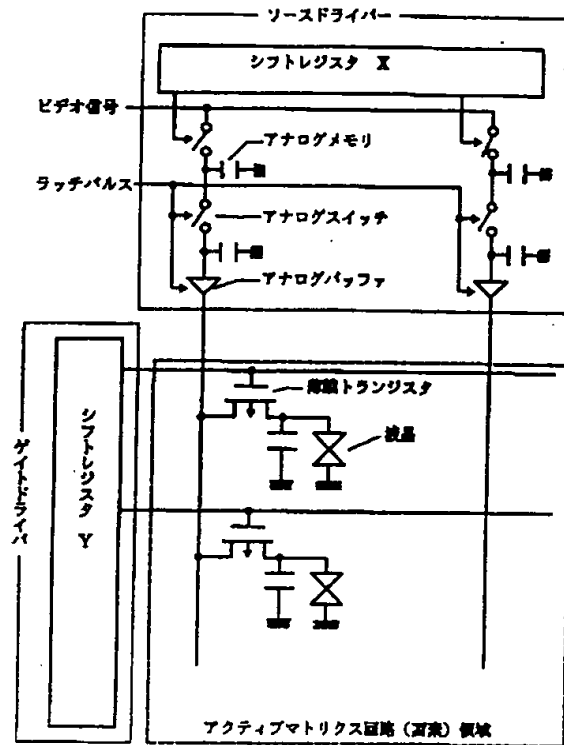 ソースドライバー
シフトレジスタ X
ビデオ信号
アナログメモリ
ラッチパルス
アナログスイッチ
アナログバッファ
薄膜トランジスタ
液晶
シフトレジスタ Y
ゲイトドライバ
アクティブマトリクス回路（画素）領域